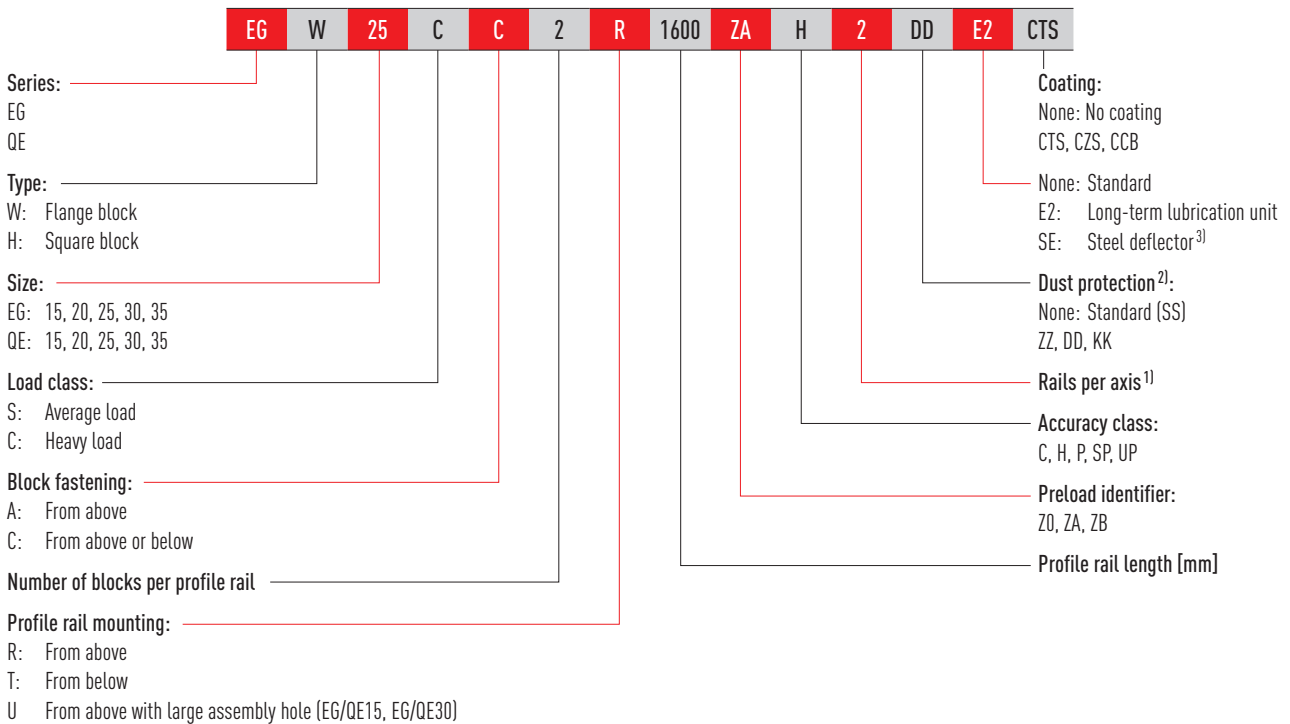 EG W 25 C C 2 R 1600 ZA H 2 DD E2 CTS
Series:
EG
QE
Type:
W: Flange block
H: Square block
Size:
EG: 15, 20, 25, 30, 35
QE: 15, 20, 25, 30, 35
Load class:
S: Average load
C: Heavy load
Block fastening:
A: From above
C: From above or below
Number of blocks per profile rail
Profile rail mounting:
R: From above
T: From below
U From above with large assembly hole (EG/QE15, EG/QE30)
Coating:
None: No coating
CTS, CZS, CCB
None: Standard
E2: Long-term lubrication unit
SE: Steel deflector 3)
Dust protection 2):
None: Standard (SS)
ZZ, DD, KK
Rails per axis 1)
Accuracy class:
C, H, P, SP, UP
Preload identifier:
Z0, ZA, ZB
Profile rail length [mm]